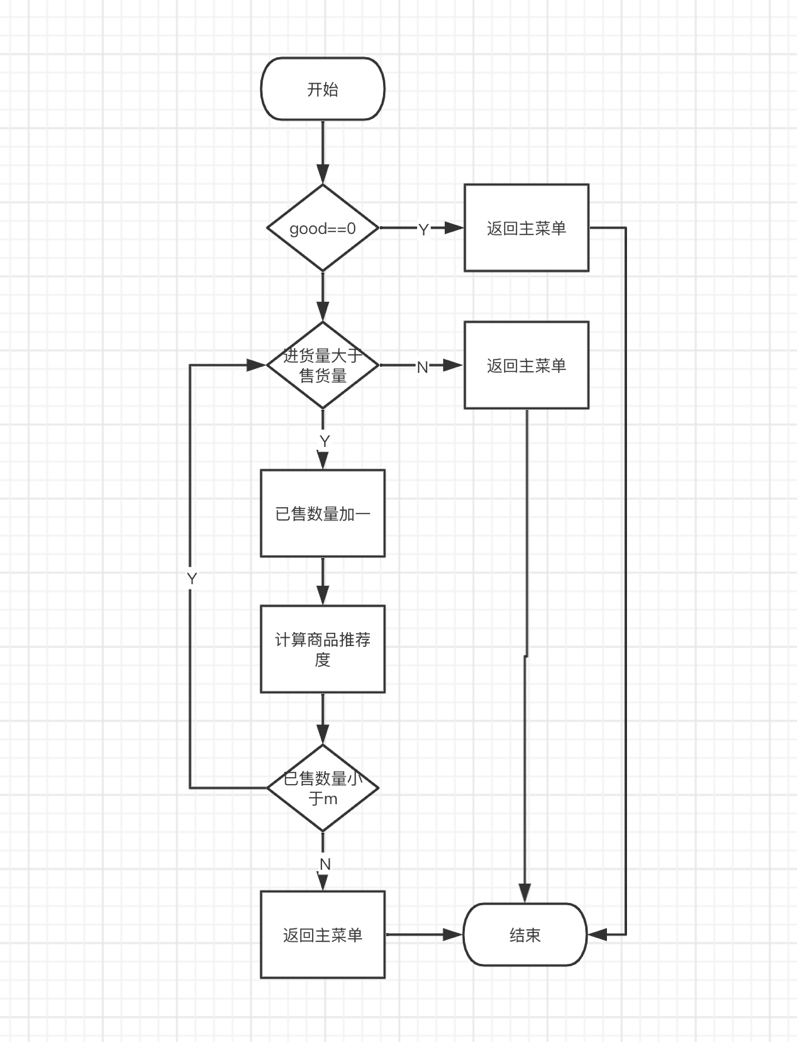 开始
good==0
Y
返回主菜单
进货量大于
售货量
N
返回主菜单
Y
已售数量加一
Y
计算商品推荐
度
已售数量小
于m
N
返回主菜单
结束